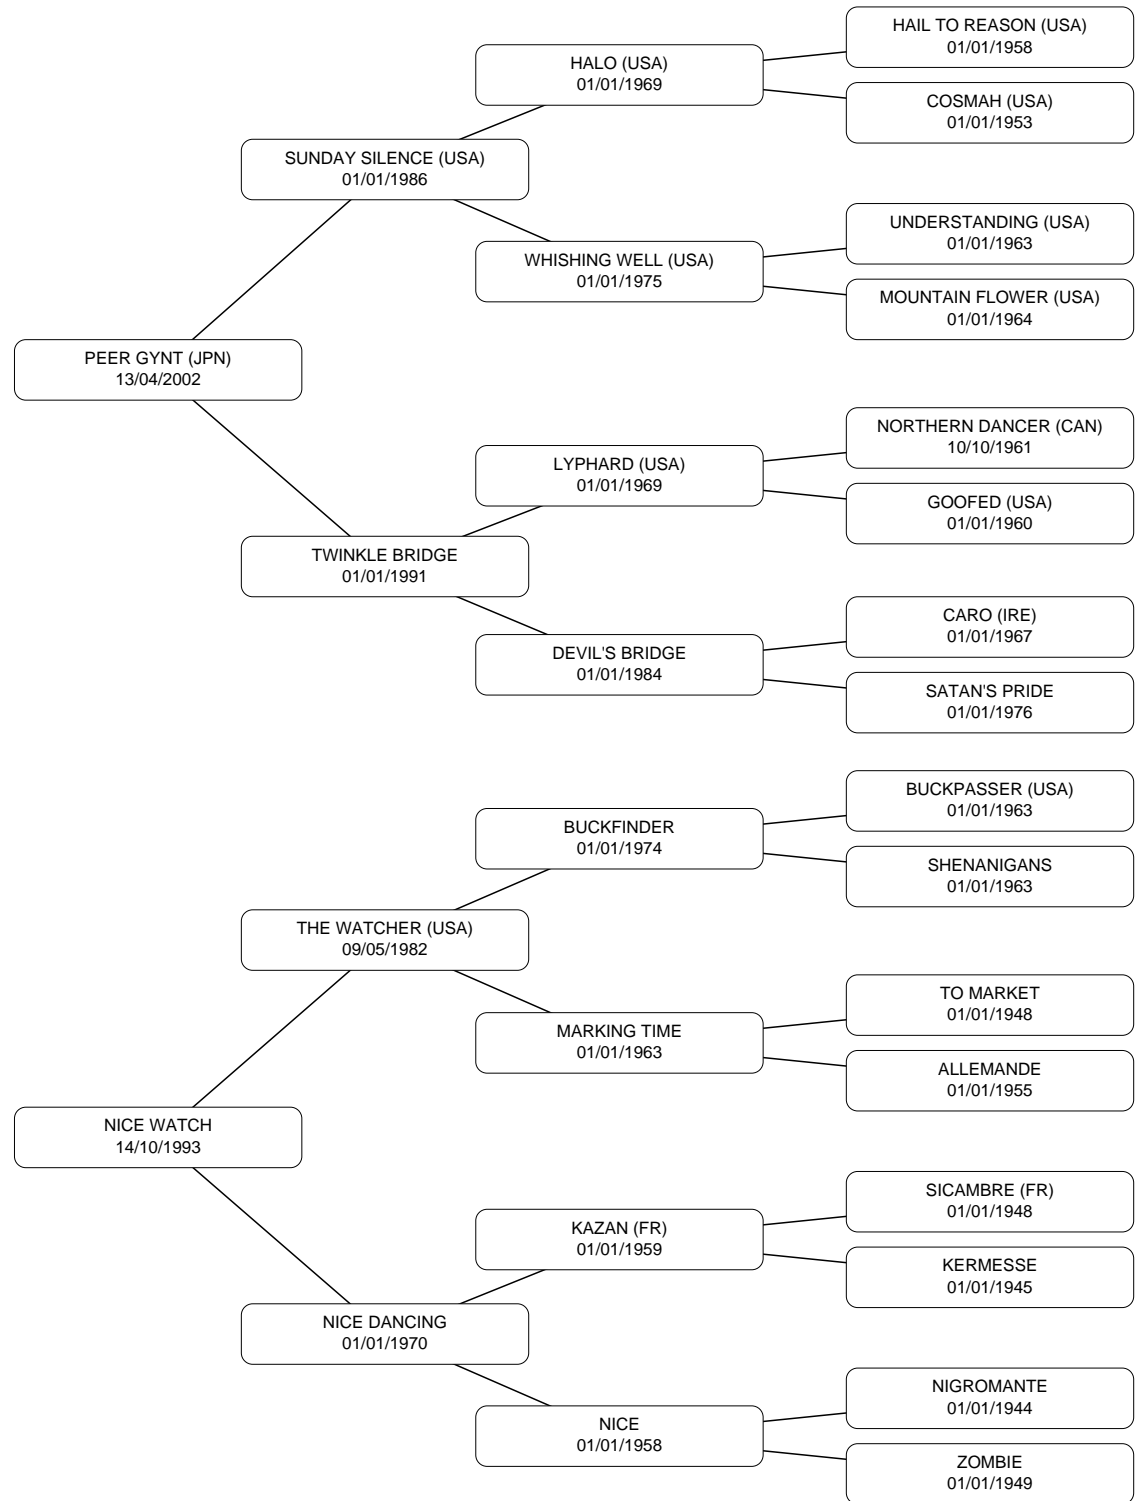 HAIL TO REASON (USA)
01/01/1958
HALO (USA)
01/01/1969
COSMAH (USA)
01/01/1953
SUNDAY SILENCE (USA)
01/01/1986
UNDERSTANDING (USA)
01/01/1963
WHISHING WELL (USA)
01/01/1975
MOUNTAIN FLOWER (USA)
01/01/1964
PEER GYNT (JPN)
13/04/2002
NORTHERN DANCER (CAN)
10/10/1961
LYPHARD (USA)
01/01/1969
GOOFED (USA)
01/01/1960
TWINKLE BRIDGE
01/01/1991
CARO (IRE)
01/01/1967
DEVIL'S BRIDGE
01/01/1984
SATAN'S PRIDE
01/01/1976
BUCKPASSER (USA)
01/01/1963
BUCKFINDER
01/01/1974
SHENANIGANS
01/01/1963
THE WATCHER (USA)
09/05/1982
TO MARKET
01/01/1948
MARKING TIME
01/01/1963
ALLEMANDE
01/01/1955
NICE WATCH
14/10/1993
SICAMBRE (FR)
01/01/1948
KAZAN (FR)
01/01/1959
KERMESSE
01/01/1945
NICE DANCING
01/01/1970
NIGROMANTE
01/01/1944
NICE
01/01/1958
ZOMBIE
01/01/1949